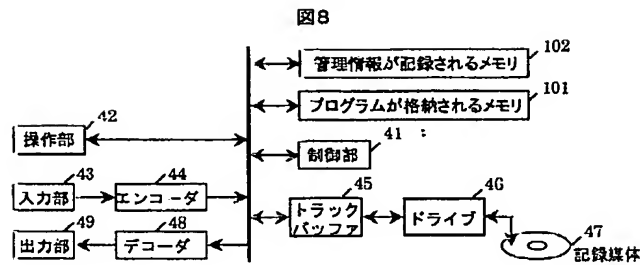 図8
管理情報が記録されるメモリ
102
プログラムが格納されるメモリ
101
操作部
42
制御部
41 :
入力部
43
エンコーダ
44
トラック
バッファ
45
ドライブ
46
出力部
49
デコーダ
48
47
記録媒体